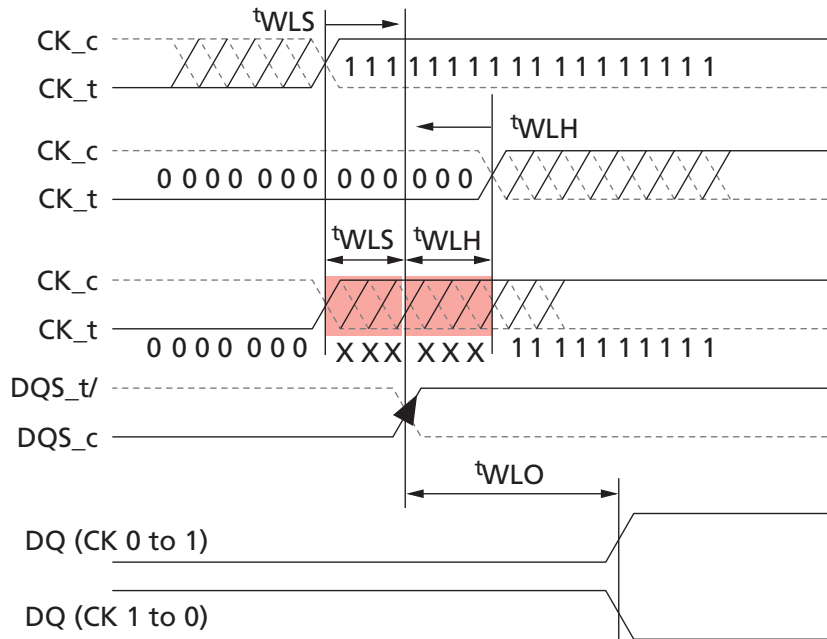 tWLS
CK_c
1 1 1 1 1 1 1 1 1 1 1 1 1 1 1 1 1 1
CK_t
tWLH
CK_c
0 0 0 0 0 0 0 0 0 0 0 0 0
CK_t
tWLS tWLH
CK_c
CK_t
0 0 0 0 0 0 0 X X X X X X 1 1 1 1 1 1 1 1 1 1
DQS_t/
DQS_c
tWLO
DQ (CK 0 to 1)
DQ (CK 1 to 0)